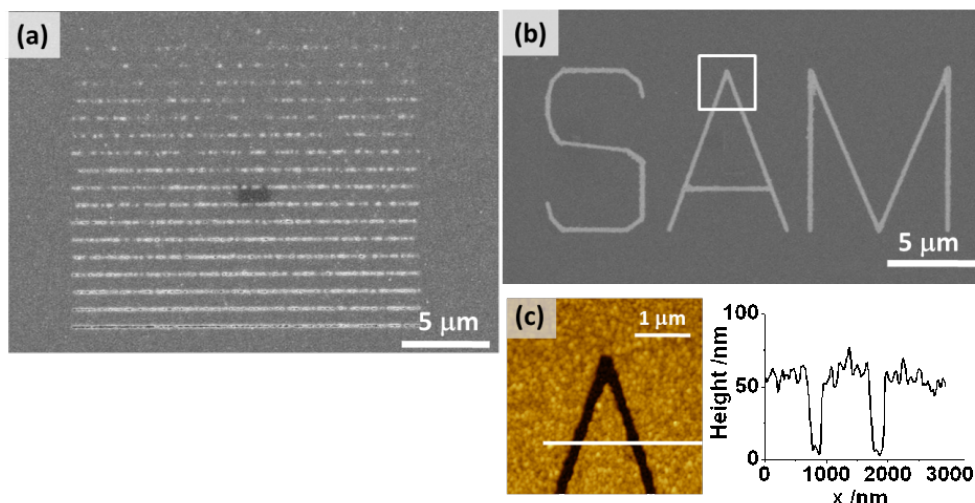 (a)
5 μm
(b)
SAM
5 μm
(c)
1 μm
Height /nm
100
50
0
0 1000 2000 3000
x /nm